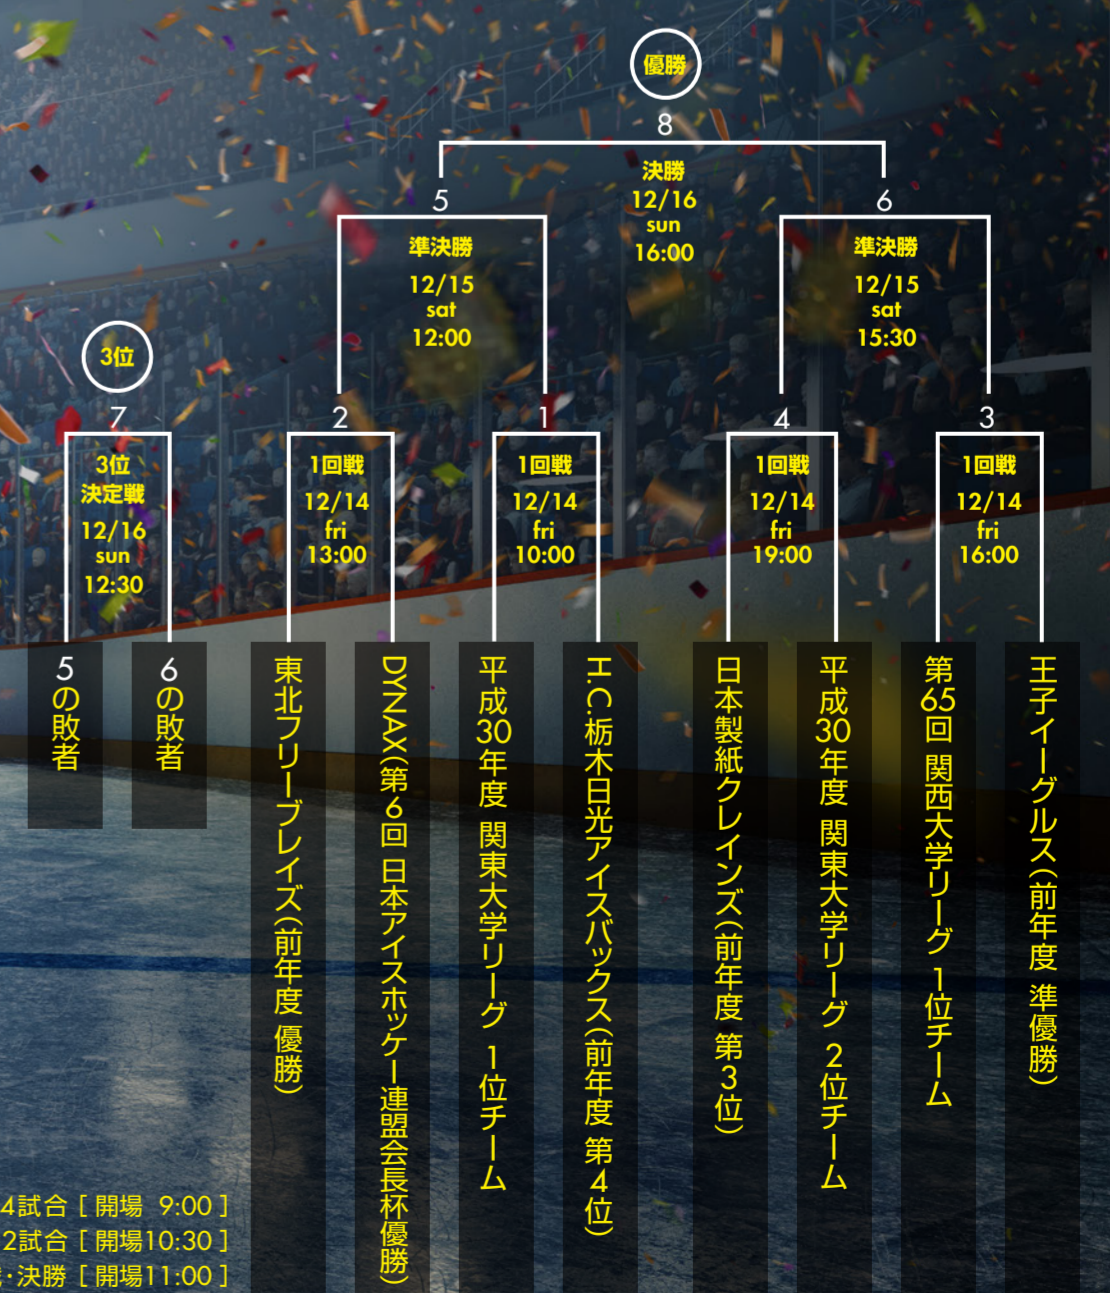 優勝
8
決勝
12/16
sun
16:00
5
準決勝
12/15
sat
12:00
6
準決勝
12/15
sat
15:30
3位
7
3位
決定戦
12/16
sun
12:30
2
1回戦
12/14
fri
13:00
1
1回戦
12/14
fri
10:00
4
1回戦
12/14
fri
19:00
3
1回戦
12/14
fri
16:00
5の敗者
6の敗者
東北フリーブレイズ(前年度 優勝)
DYNAX(第6回 日本アイスホッケー連盟会長杯優勝)
平成30年度 関東大学リーグ 1位チーム
H.C.栃木日光アイスバックス(前年度 第4位)
日本製紙クレインズ(前年度 第3位)
平成30年度 関東大学リーグ 2位チーム
第65回 関西大学リーグ 1位チーム
王子イーグルス(前年度 準優勝)
4試合 [ 開場 9:00 ]
2試合 [ 開場10:30 ]
・決勝 [ 開場11:00 ]